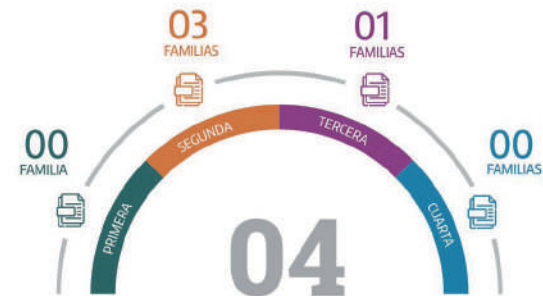 03
FAMILIAS
01
FAMILIAS
00
FAMILIA
00
FAMILIAS
PRIMERA
SEGUNDA
TERCERA
CUARTA
04